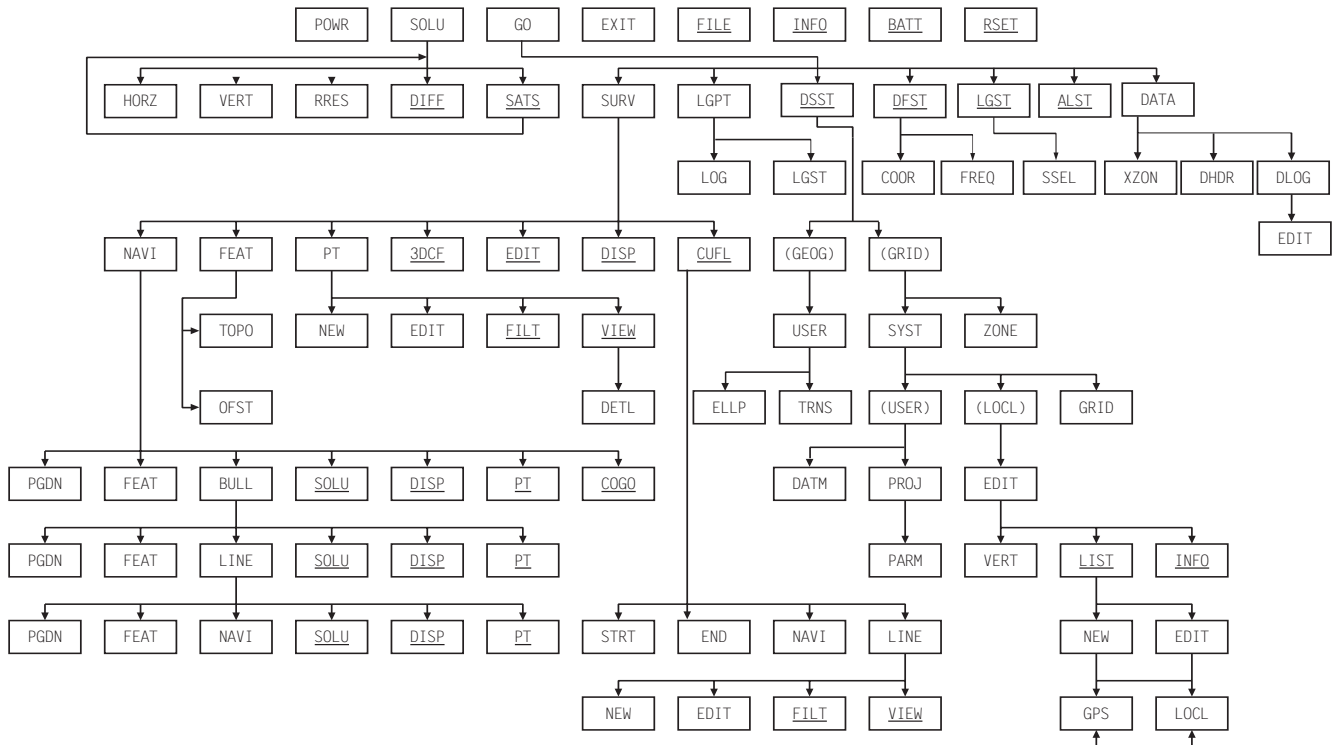 POWR SOLU GO EXIT FILE INFO BATT RSET
HORZ VERT RRES DIFF SATS SURV LGPT DSST DFST LGST ALST DATA
LOG LGST COOR FREQ SSEL XZON DHDR DLOG
NAVI FEAT PT 3DCF EDIT DISP CUFL (GEOG) (GRID) EDIT
TOPO NEW EDIT FILT VIEW USER SYST ZONE
OFST DETL ELLP TRNS (USER) (LOCL) GRID
PGDN FEAT BULL SOLU DISP PT COGO DATM PROJ EDIT
PGDN FEAT LINE SOLU DISP PT PARM VERT LIST INFO
PGDN FEAT NAVI SOLU DISP PT STRT END NAVI LINE NEW EDIT
NEW EDIT FILT VIEW GPS LOCL